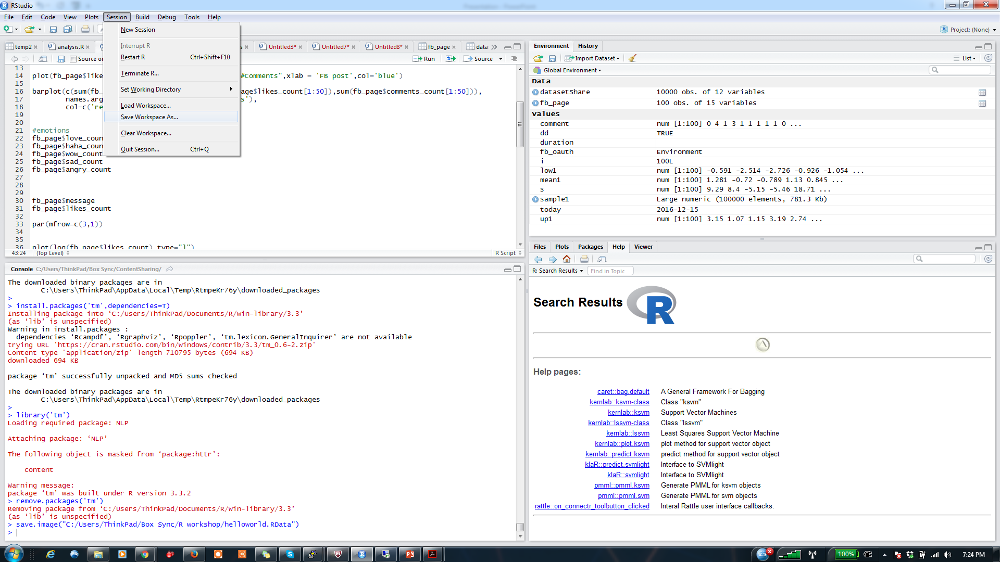 RStudio
File Edit Code View Plots Session Build Debug Tools Help
Project: (None)
New Session
Interrupt R
Restart R Ctrl+Shift+F10
Terminate R...
Set Working Directory
Load Workspace...
Save Workspace As...
Clear Workspace...
Quit Session... Ctrl+Q
temp2 analysis.R s Untitled3* Untitled7* Untitled8* fb_page data
Source on Run Source
13
14 plot(fb_page$like #Comments",xlab = 'FB post',col='blue')
15
16 barplot(c(sum(fb_ page$likes_count[1:50]),sum(fb_page$comments_count[1:50])),
17 names.arg s'),
18 col=c('re
19
20
21 #emotions
22 fb_page$love_coun
23 fb_page$haha_coun
24 fb_page$wow_count
25 fb_page$sad_count
26 fb_page$angry_count
27
28
29
30 fb_page$message
31 fb_page$likes_count
32
33 par(mfrow=c(3,1))
34
35
36 plot(log(fb_page$likes_count),type="l")
43:24 (Top Level) R Script
Console C:/Users/ThinkPad/Box Sync/ContentSharing/
The downloaded binary packages are in
C:\Users\ThinkPad\AppData\Local\Temp\RtmpeKr76y\downloaded_packages
>
> install.packages('tm',dependencies=T)
Installing package into ‘C:/Users/ThinkPad/Documents/R/win-library/3.3’
(as ‘lib’ is unspecified)
Warning in install.packages :
dependencies ‘Rcampdf’, ‘Rgraphviz’, ‘Rpoppler’, ‘tm.lexicon.GeneralInquirer’ are not available
trying URL 'https://cran.rstudio.com/bin/windows/contrib/3.3/tm_0.6-2.zip'
Content type 'application/zip' length 710795 bytes (694 KB)
downloaded 694 KB
package ‘tm’ successfully unpacked and MD5 sums checked
The downloaded binary packages are in
C:\Users\ThinkPad\AppData\Local\Temp\RtmpeKr76y\downloaded_packages
>
> library('tm')
Loading required package: NLP
Attaching package: ‘NLP’
The following object is masked from ‘package:httr’:
content
Warning message:
package ‘tm’ was built under R version 3.3.2
> remove.packages('tm')
Removing package from ‘C:/Users/ThinkPad/Documents/R/win-library/3.3’
(as ‘lib’ is unspecified)
> save.image("C:/Users/ThinkPad/Box Sync/R workshop/helloworld.RData")
>
Environment History
Import Dataset List
Global Environment
Data
datasetShare 10000 obs. of 12 variables
fb_page 100 obs. of 15 variables
Values
comment num [1:100] 0 4 1 3 1 1 1 1 1 0 ...
dd TRUE
duration
fb_oauth Environment
i 100L
low1 num [1:100] -0.591 -2.514 -2.726 -0.926 -1.054 ...
mean1 num [1:100] 1.281 -0.72 -0.789 1.13 0.845 ...
s num [1:100] 9.29 8.4 -5.15 -5.46 18.71 ...
sample1 Large numeric (100000 elements, 781.3 Kb)
today 2016-12-15
up1 num [1:100] 3.15 1.07 1.15 3.19 2.74 ...
Files Plots Packages Help Viewer
R: Search Results Find in Topic
Search Results R
Help pages:
caret::bag.default A General Framework For Bagging
kernlab::ksvm-class Class "ksvm"
kernlab::ksvm Support Vector Machines
kernlab::lssvm-class Class "lssvm"
kernlab::lssvm Least Squares Support Vector Machine
kernlab::plot.ksvm plot method for support vector object
kernlab::predict.ksvm predict method for support vector object
klaR::predict.svmlight Interface to SVMlight
klaR::svmlight Interface to SVMlight
pmml::pmml.ksvm Generate PMML for ksvm objects
pmml::pmml.svm Generate PMML for svm objects
rattle::on_connectr_toolbutton_clicked Interal Rattle user interface callbacks.
100% 7:24 PM